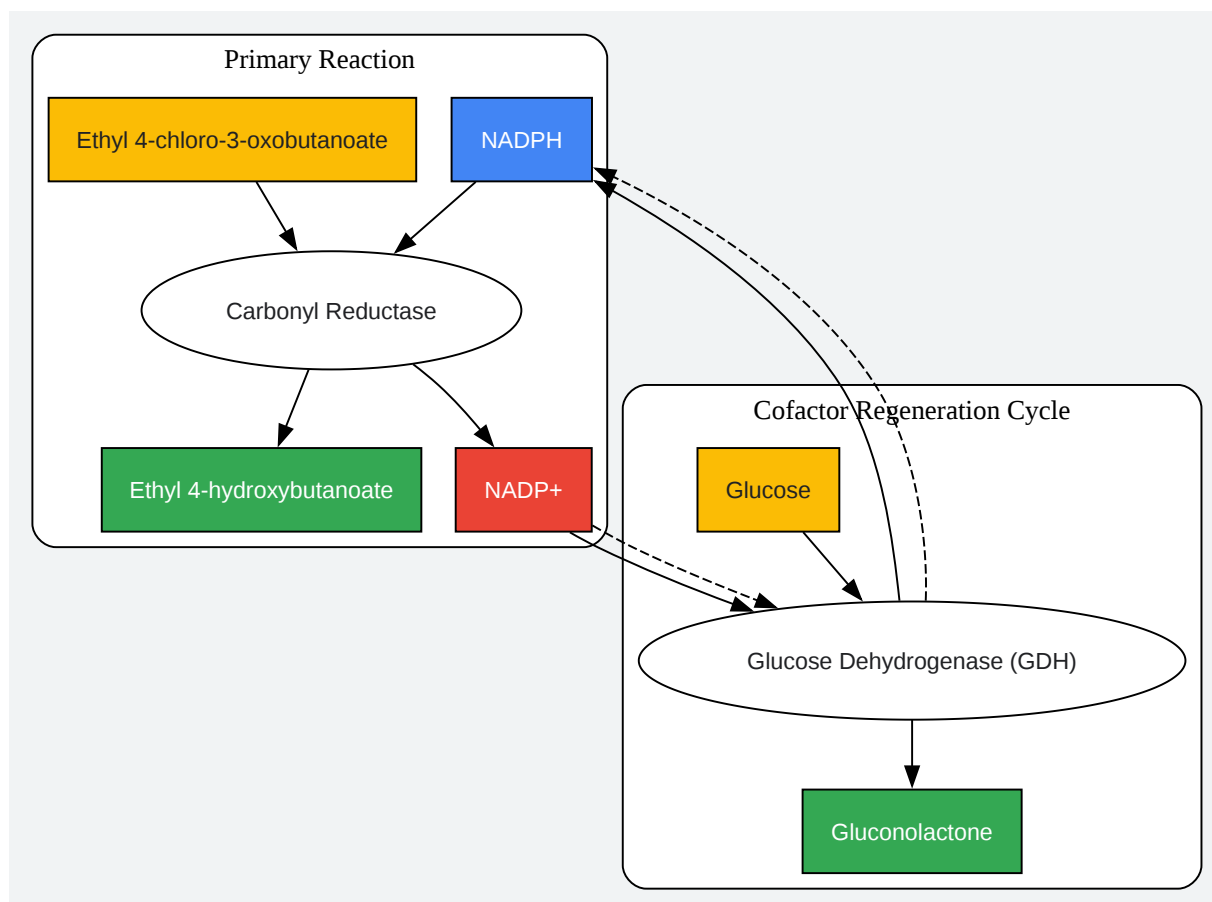 Primary Reaction
Ethyl 4-chloro-3-oxobutanoate
NADPH
Carbonyl Reductase
Ethyl 4-hydroxybutanoate
NADP+
Cofactor Regeneration Cycle
Glucose
Glucose Dehydrogenase (GDH)
Gluconolactone